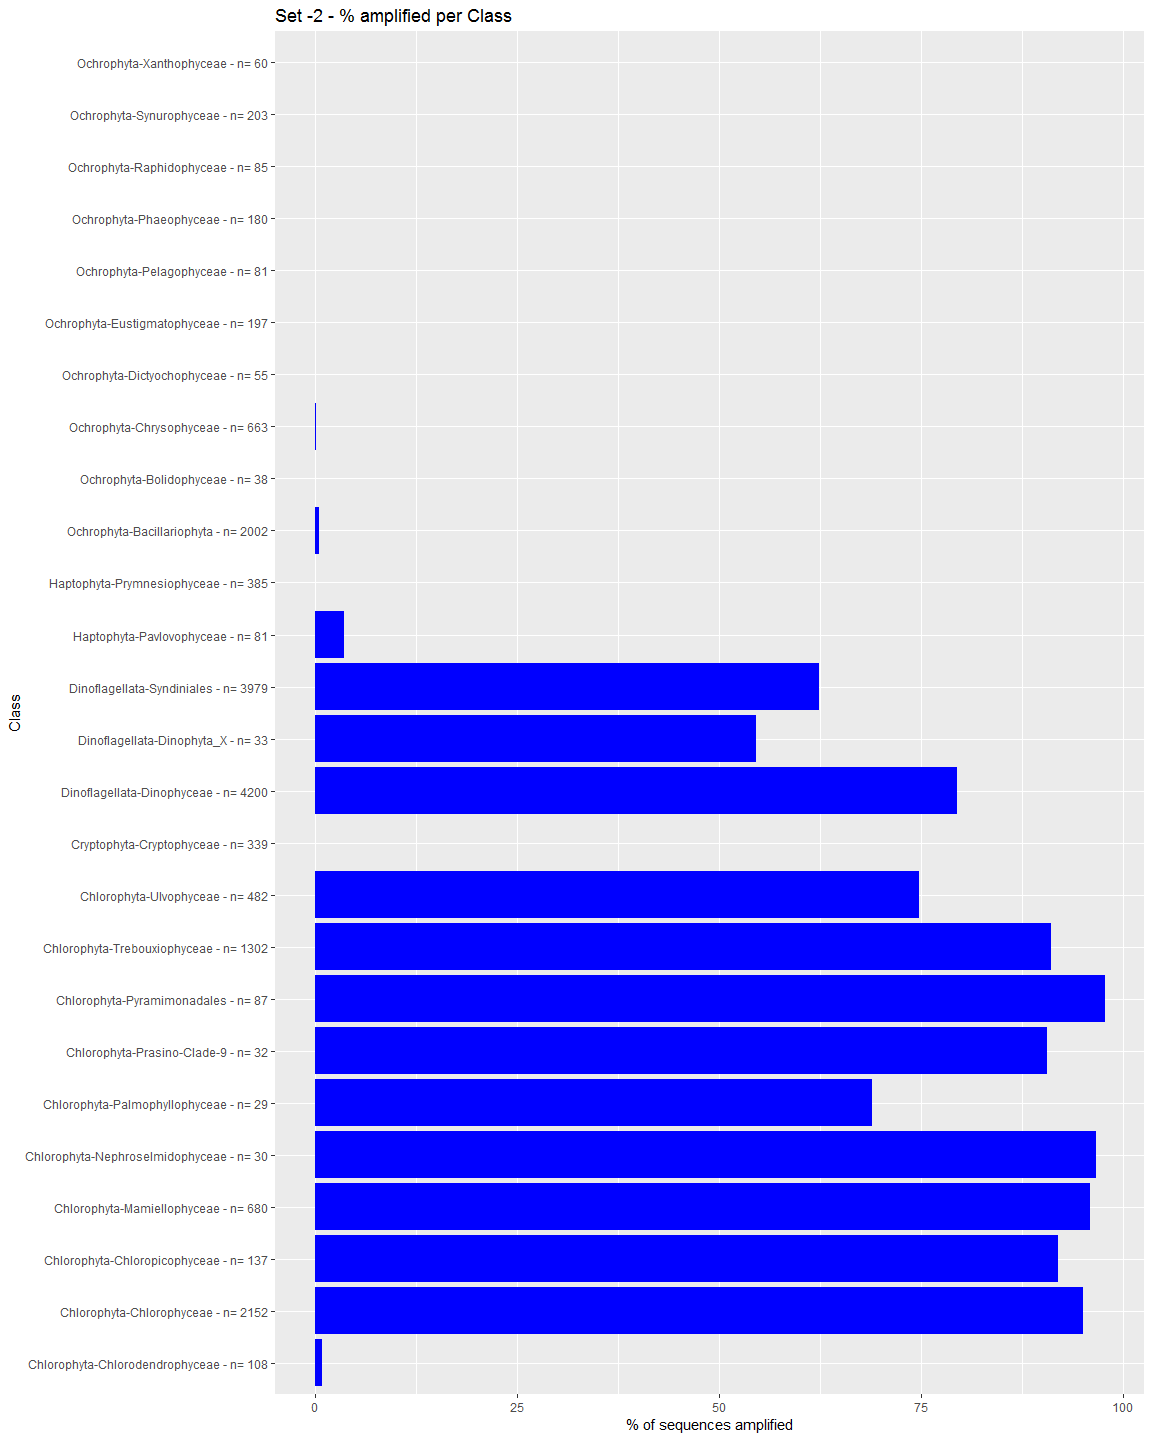 Set -2 - % amplified per Class
Ochrophyta-Xanthophyceae - n= 60
Ochrophyta-Synurophyceae - n= 203
Ochrophyta-Raphidophyceae - n= 85
Ochrophyta-Phaeophyceae - n= 180
Ochrophyta-Pelagophyceae - n= 81
Ochrophyta-Eustigmatophyceae - n= 197
Ochrophyta-Dictyochophyceae - n= 55
Ochrophyta-Chrysophyceae - n= 663
Ochrophyta-Bolidophyceae - n= 38
Ochrophyta-Bacillariophyta - n= 2002
Haptophyta-Prymnesiophyceae - n= 385
Haptophyta-Pavlovophyceae - n= 81
Dinoflagellata-Syndiniales - n= 3979
Dinoflagellata-Dinophyta_X - n= 33
Dinoflagellata-Dinophyceae - n= 4200
Cryptophyta-Cryptophyceae - n= 339
Chlorophyta-Ulvophyceae - n= 482
Chlorophyta-Trebouxiophyceae - n= 1302
Chlorophyta-Pyramimonadales - n= 87
Chlorophyta-Prasino-Clade-9 - n= 32
Chlorophyta-Palmophyllophyceae - n= 29
Chlorophyta-Nephroselmidophyceae - n= 30
Chlorophyta-Mamiellophyceae - n= 680
Chlorophyta-Chloropicophyceae - n= 137
Chlorophyta-Chlorophyceae - n= 2152
Chlorophyta-Chlorodendrophyceae - n= 108
Class
0 25 50 75 100
% of sequences amplified